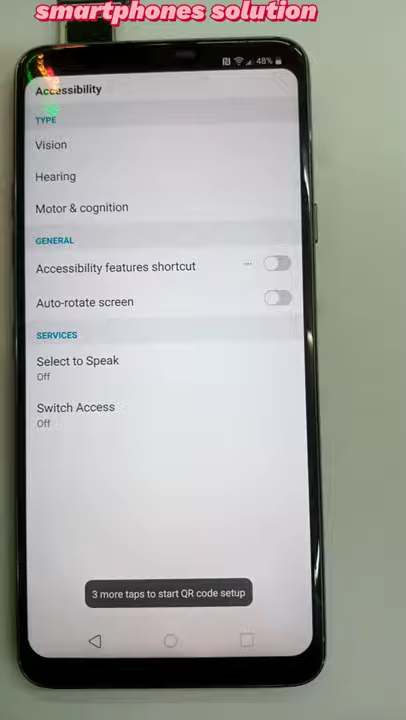 smartphones solution
48%
Accessibility
TYPE
Vision
Hearing
Motor & cognition
GENERAL
Accessibility features shortcut ...
Auto-rotate screen
SERVICES
Select to Speak
Off
Switch Access
Off
3 more taps to start QR code setup